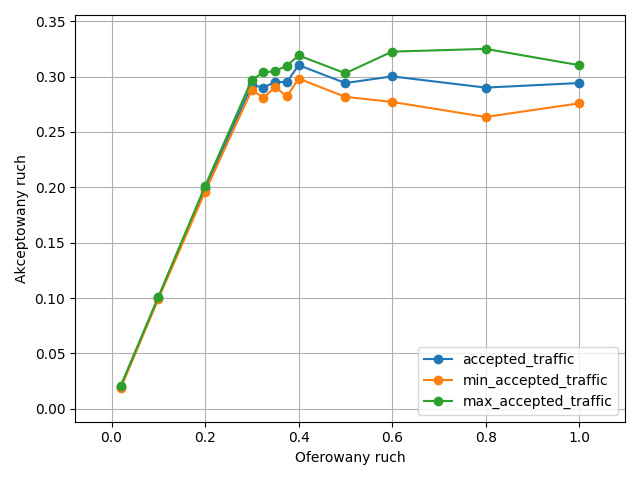 0.35
0.30
0.25
0.20
0.15
0.10
0.05
0.00
Akceptowany ruch
accepted_traffic
min_accepted_traffic
max_accepted_traffic
0.0 0.2 0.4 0.6 0.8 1.0
Oferowany ruch